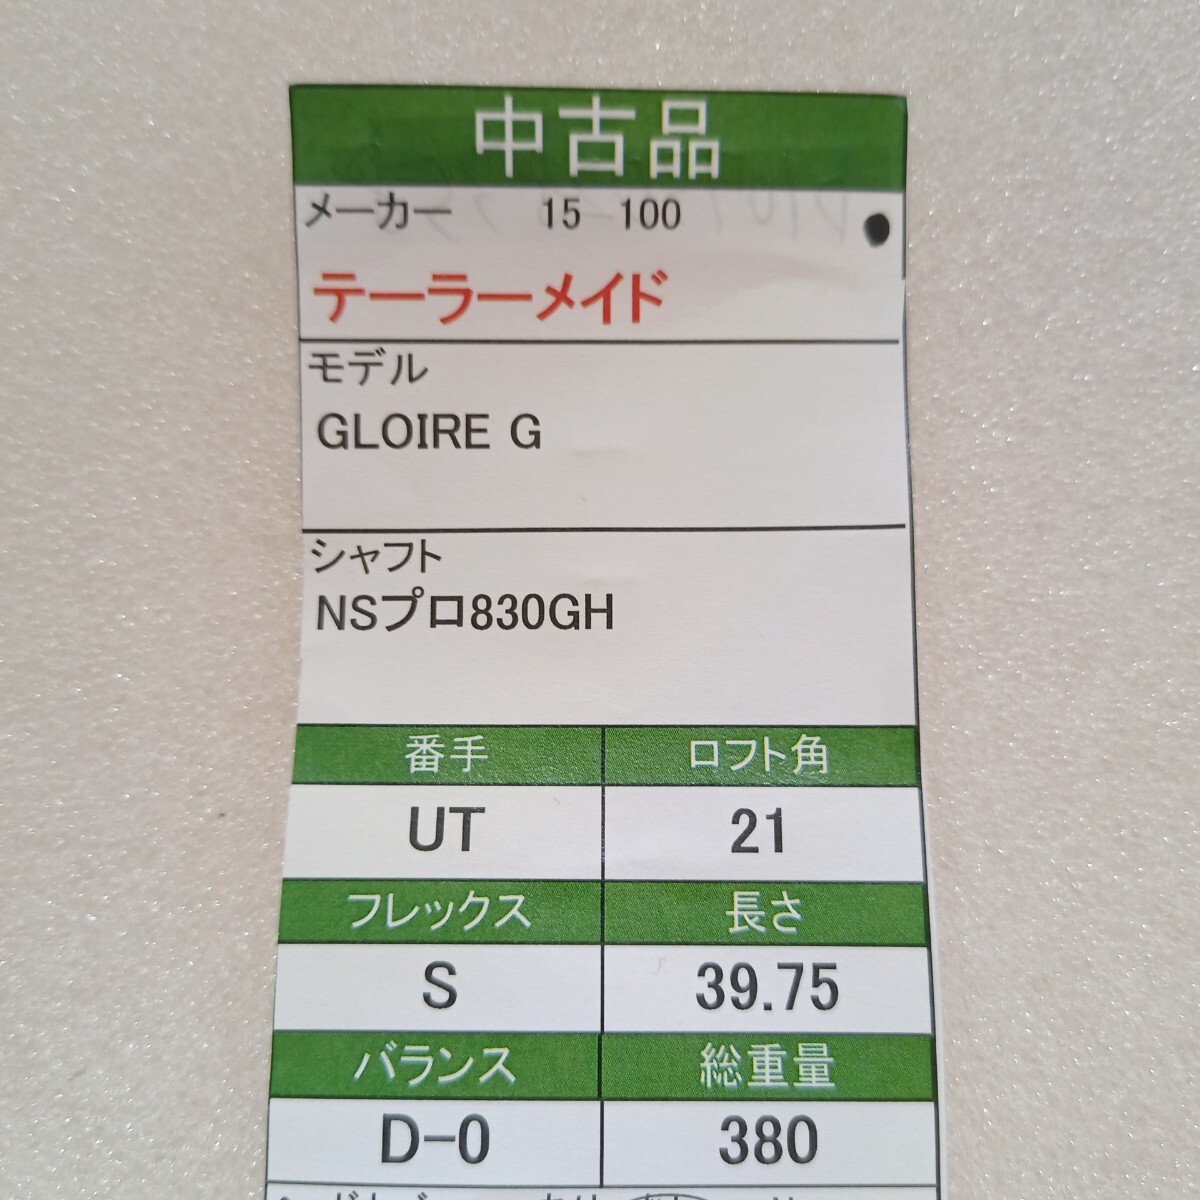 中古品
メーカー 15 100
テーラーメイド
モデル
GLOIRE G
シャフト
NSプロ830GH
番手 ロフト角
UT 21
フレックス 長さ
S 39.75
バランス 総重量
D-0 380